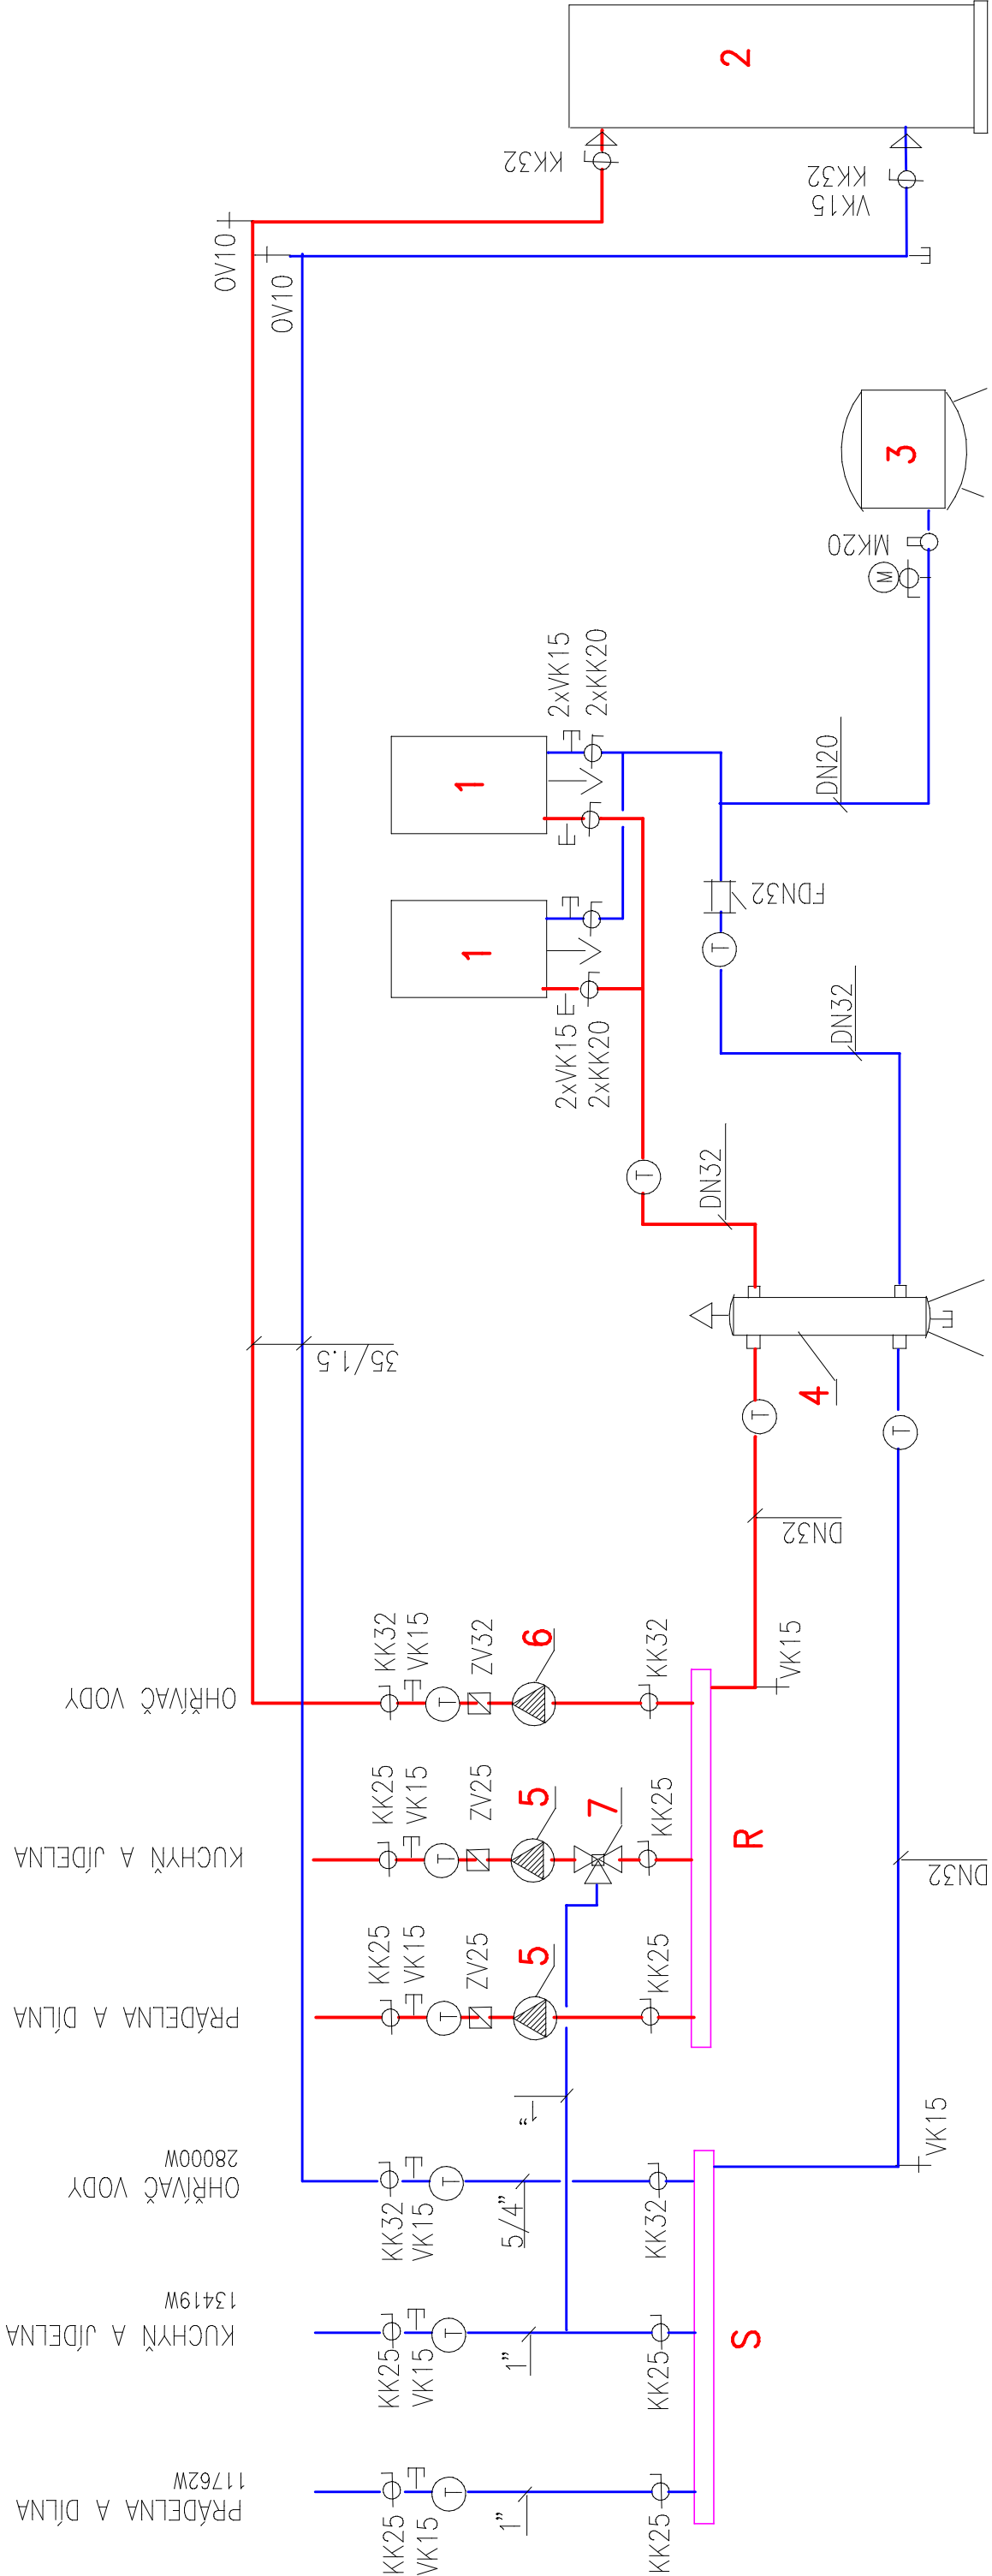 2
KK32
VK15
KK32
OV10
OV10
3
MK20
M
2xVK15
2xKK20
1
DN20
FDN32
T
1
2xVK15
2xKK20
DN32
T
DN32
35/1.5
4
T
T
DN32
OHŘÍVAČ VODY
KK32
VK15
T
ZV32
6
KK32
VK15
KUCHYŇ A JÍDELNA
KK25
VK15
T
ZV25
5
7
KK25
R
DN32
PRÁDELNA A DÍLNA
KK25
VK15
T
ZV25
5
KK25
1"
28000W
OHŘÍVAČ VODY
KK32
VK15
T
5/4"
KK32
VK15
13419W
KUCHYŇ A JÍDELNA
KK25
VK15
T
1"
KK25
S
11762W
PRÁDELNA A DÍLNA
KK25
VK15
T
1"
KK25